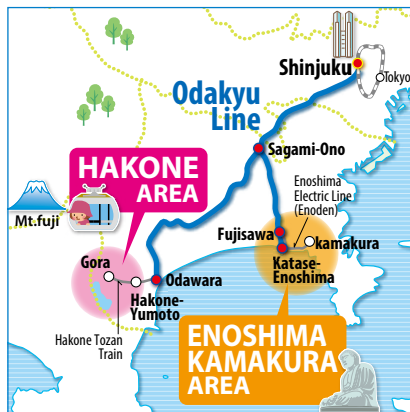 Shinjuku
Tokyo
Odakyu
Line
Sagami-Ono
HAKONE
AREA
Enoshima
Electric Line
(Enoden)
Mt.fuji
Fujisawa
kamakura
Gora
Katase-
Enoshima
Odawara
Hakone-
Yumoto
Hakone Tozan
Train
ENOSHIMA
KAMAKURA
AREA